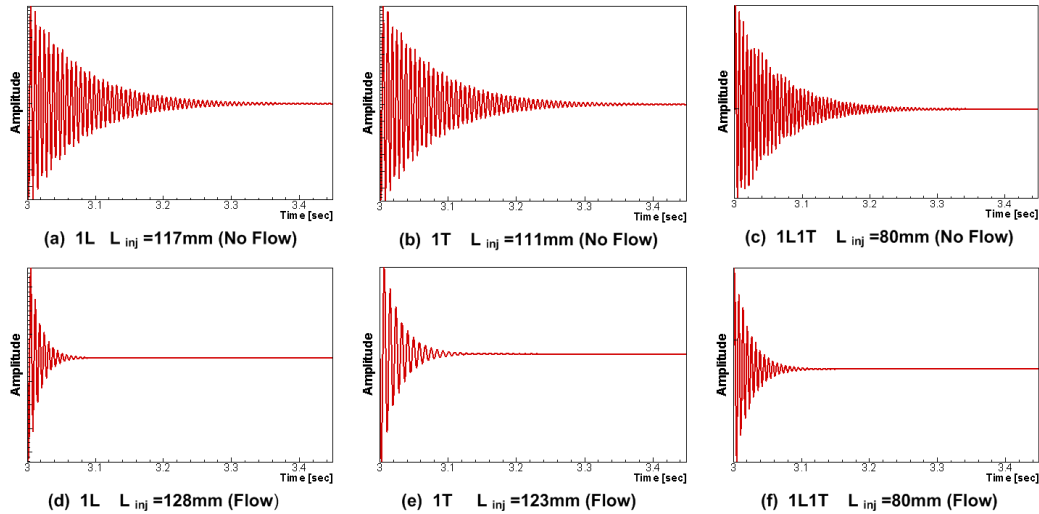 Amplitude
3 3.1 3.2 3.3 3.4
Time [sec]
(a) 1L L inj =117mm (No Flow)
Amplitude
3 3.1 3.2 3.3 3.4
Time [sec]
(b) 1T L inj =111mm (No Flow)
Amplitude
3 3.1 3.2 3.3 3.4
Time [sec]
(c) 1L1T L inj =80mm (No Flow)
Amplitude
3 3.1 3.2 3.3 3.4
Time [sec]
(d) 1L L inj =128mm (Flow)
Amplitude
3 3.1 3.2 3.3 3.4
Time [sec]
(e) 1T L inj =123mm (Flow)
Amplitude
3 3.1 3.2 3.3 3.4
Time [sec]
(f) 1L1T L inj =80mm (Flow)